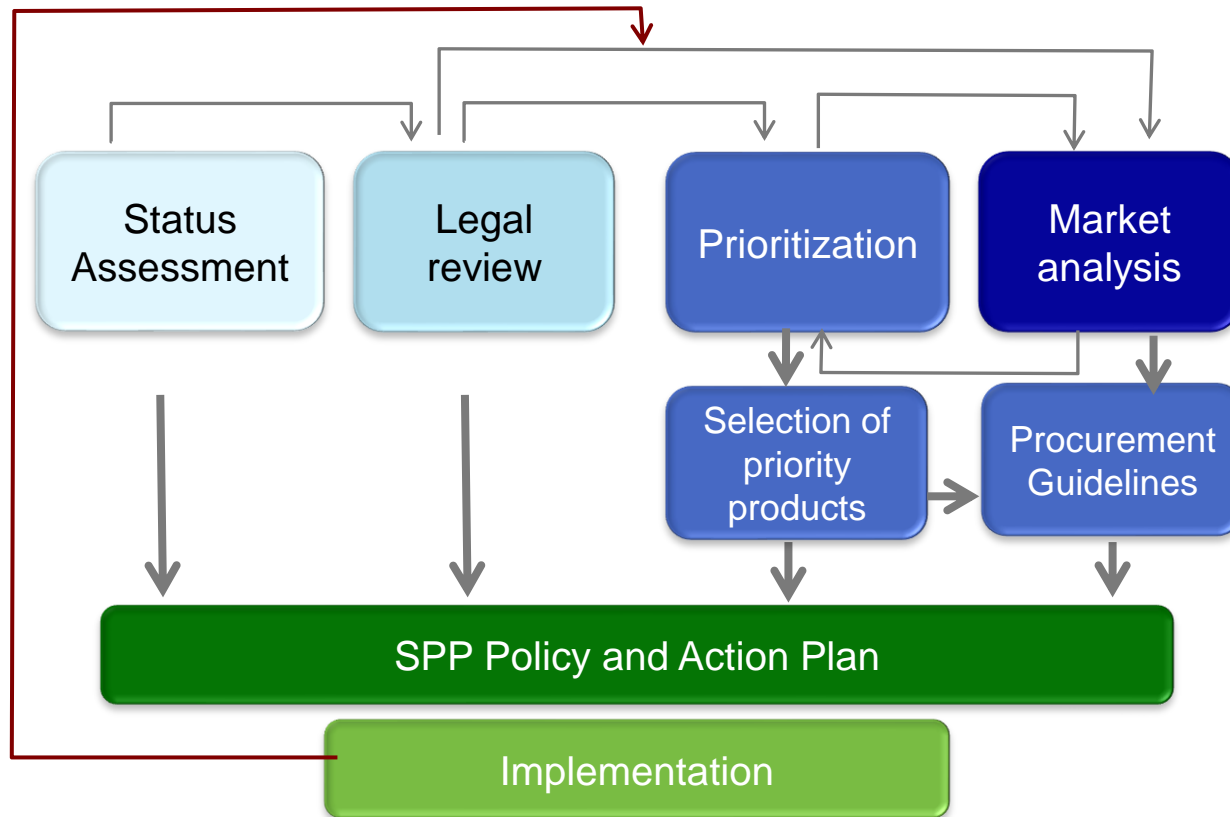 Status
Assessment
Legal
review
Prioritization
Market
analysis
Selection of
priority
products
Procurement
Guidelines
SPP Policy and Action Plan
Implementation